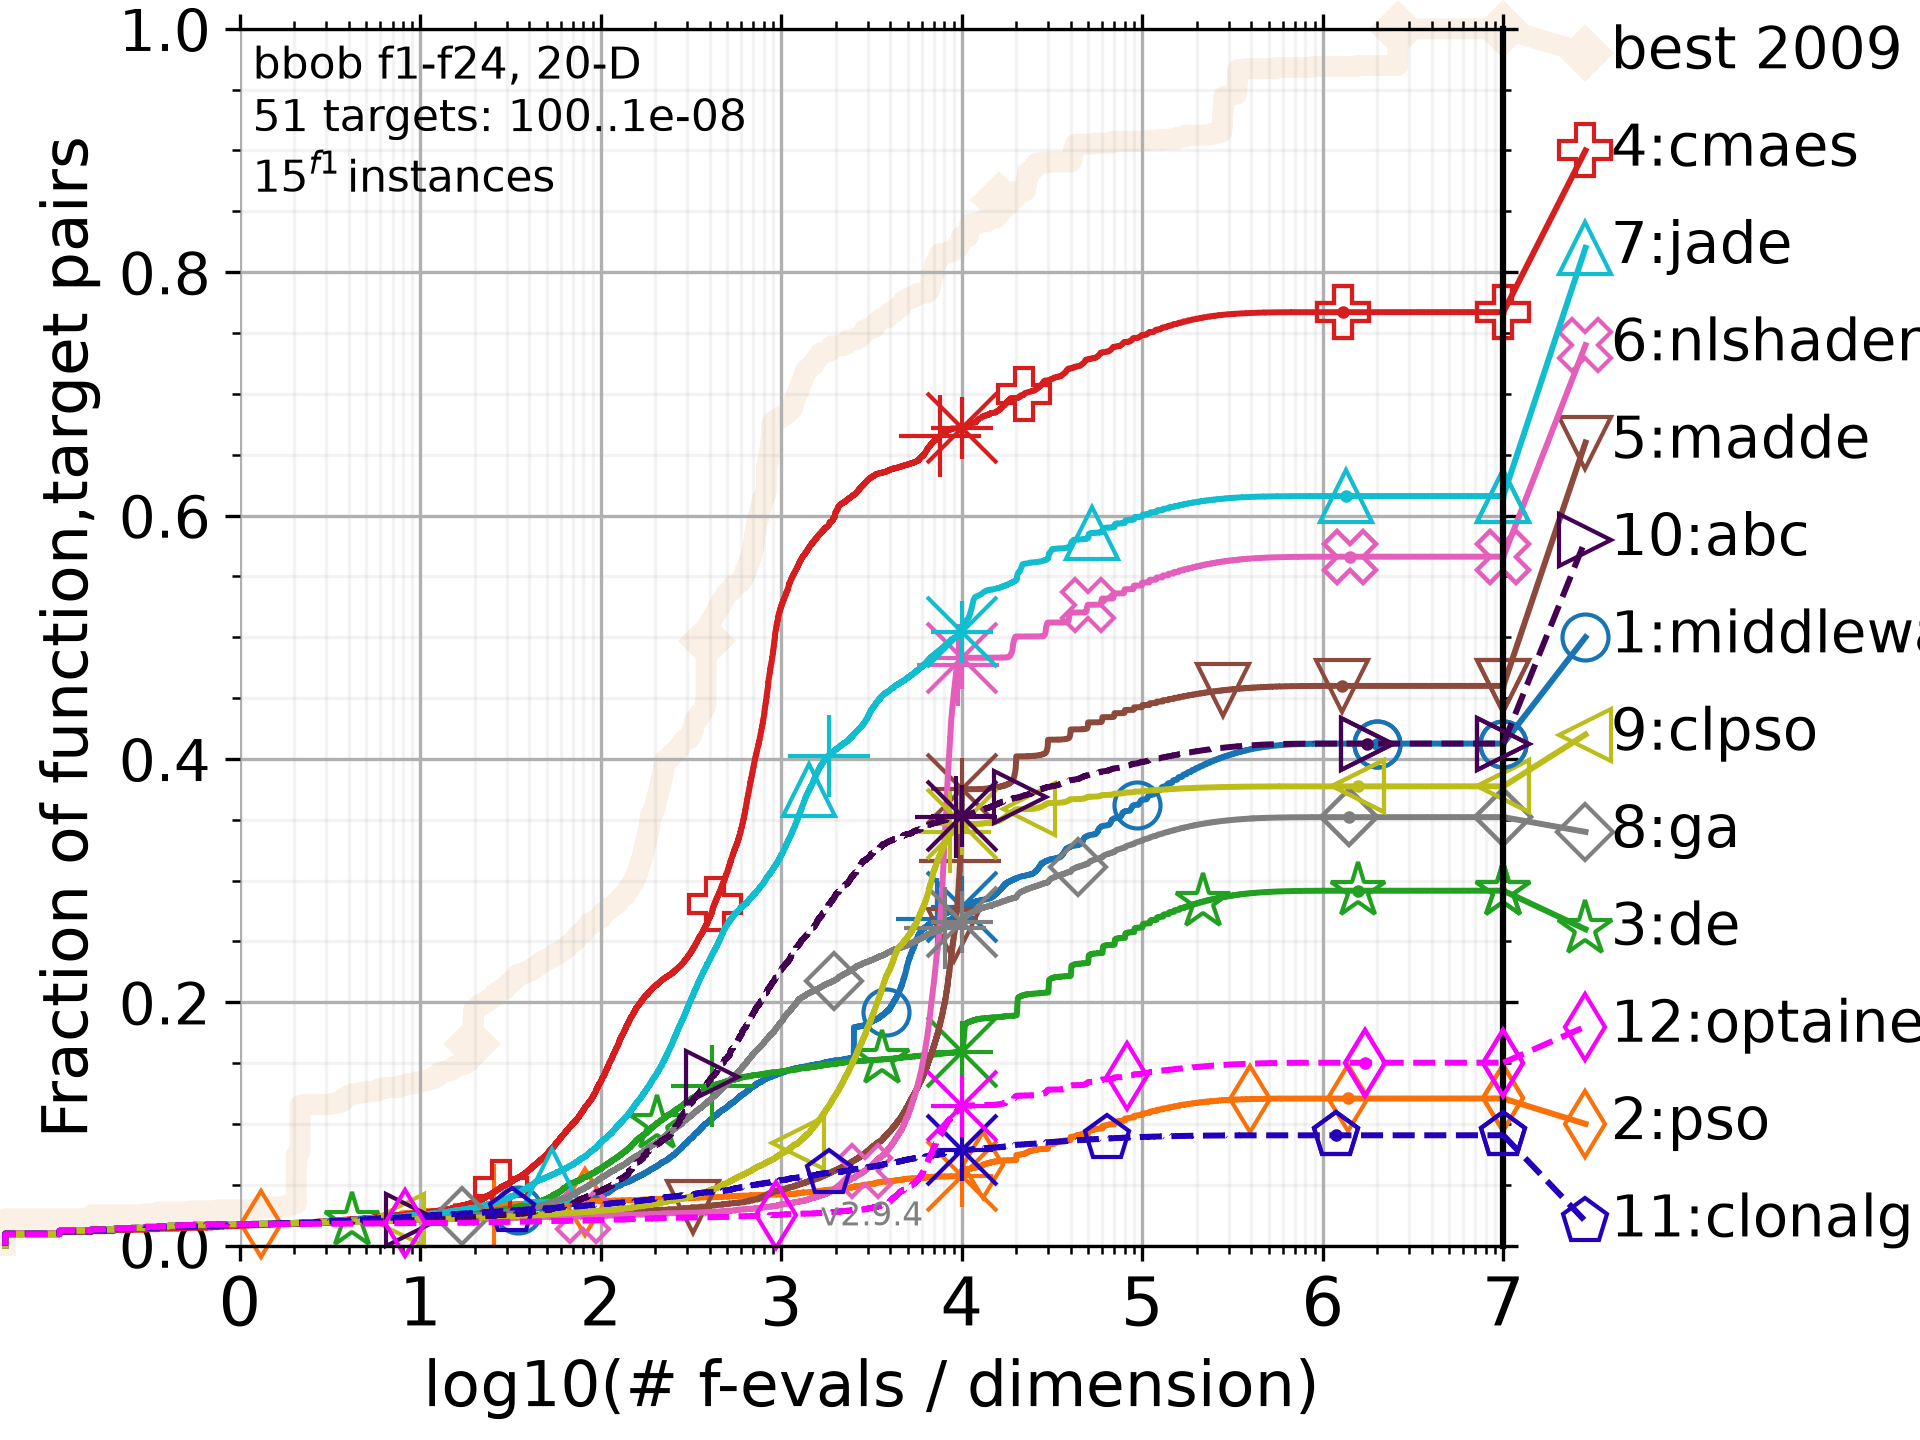 bbob f1-f24, 20-D
51 targets: 100..1e-08
15f1 instances
Fraction of function,target pairs
1.0
0.8
0.6
0.4
0.2
0.0
0 1 2 3 4 5 6 7
log10(# f-evals / dimension)
v2.9.4
best 2009
4:cmaes
7:jade
6:nlshader
5:madde
10:abc
1:middlewa
9:clpso
8:ga
3:de
12:optaine
2:pso
11:clonalg